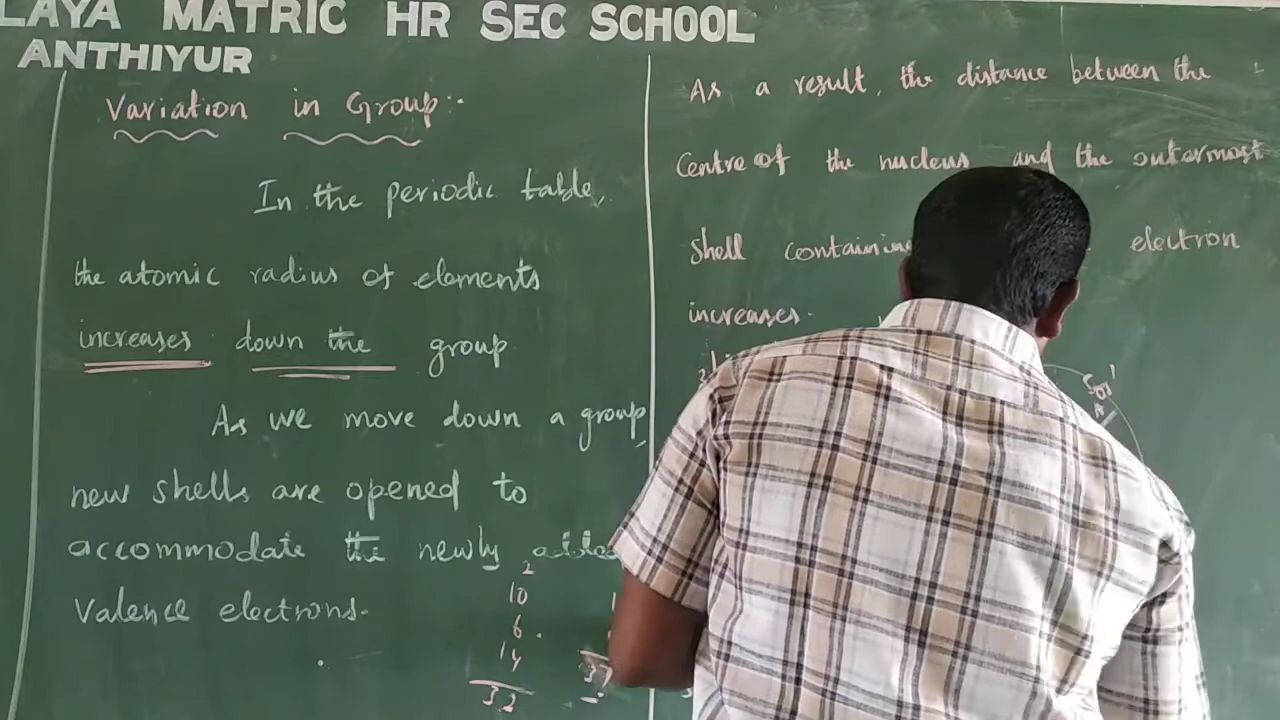 LAYA MATRIC HR SEC SCHOOL
ANTHIYUR
Variation in Group:-
In the periodic table,
the atomic radius of elements
increases down the group
As we move down a group,
new shells are opened to
accommodate the newly
Valence electrons.
2
10
6
14
32
As a result, the distance between the
Centre of the nucleus and the outermost
Shell electron
increases.